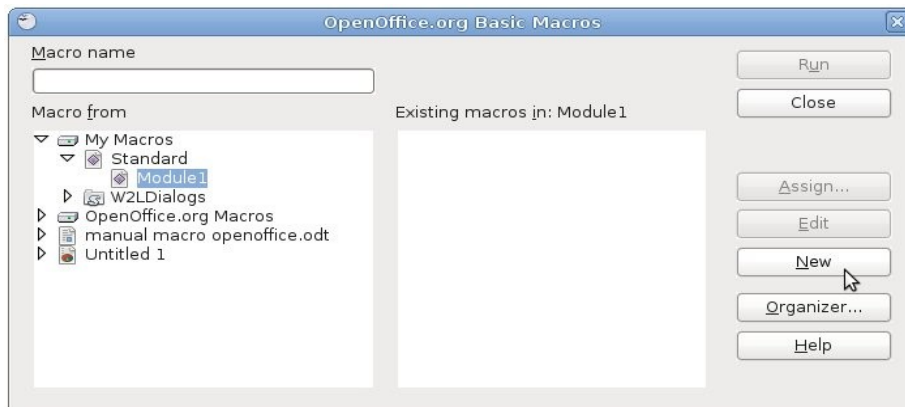 OpenOffice.org Basic Macros
Macro name
Run
Close
Macro from
Existing macros in: Module1
My Macros
Standard
Module1
W2LDialogs
OpenOffice.org Macros
manual macro openoffice.odt
Untitled 1
Assign...
Edit
New
Organizer...
Help